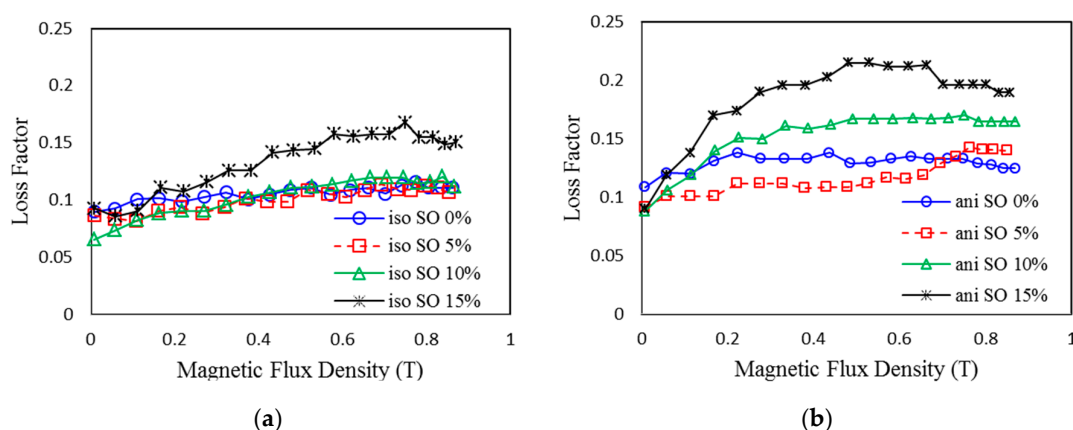 0.25
0.2
0.15
0.1
0.05
0
Loss Factor
iso SO 0%
iso SO 5%
iso SO 10%
iso SO 15%
0 0.2 0.4 0.6 0.8 1
Magnetic Flux Density (T)
(a)
0.25
0.2
0.15
0.1
0.05
0
Loss Factor
ani SO 0%
ani SO 5%
ani SO 10%
ani SO 15%
0 0.2 0.4 0.6 0.8 1
Magnetic Flux Density (T)
(b)